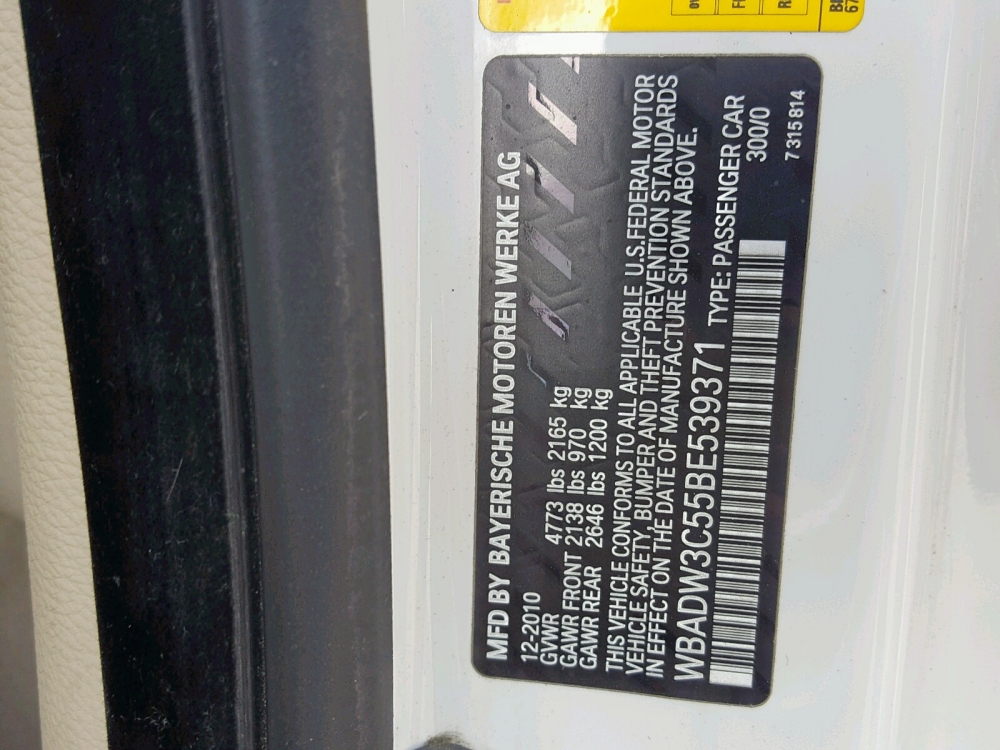 MFD BY BAYERISCHE MOTOREN WERKE AG
12-2010
GVWR 4773 lbs 2165 kg
GAWR FRONT 2138 lbs 970 kg
GAWR REAR 2646 lbs 1200 kg
THIS VEHICLE CONFORMS TO ALL APPLICABLE U.S.FEDERAL MOTOR
VEHICLE SAFETY, BUMPER AND THEFT PREVENTION STANDARDS
IN EFFECT ON THE DATE OF MANUFACTURE SHOWN ABOVE.
WBADW3C55BE539371 TYPE: PASSENGER CAR
300/0
7 315 814